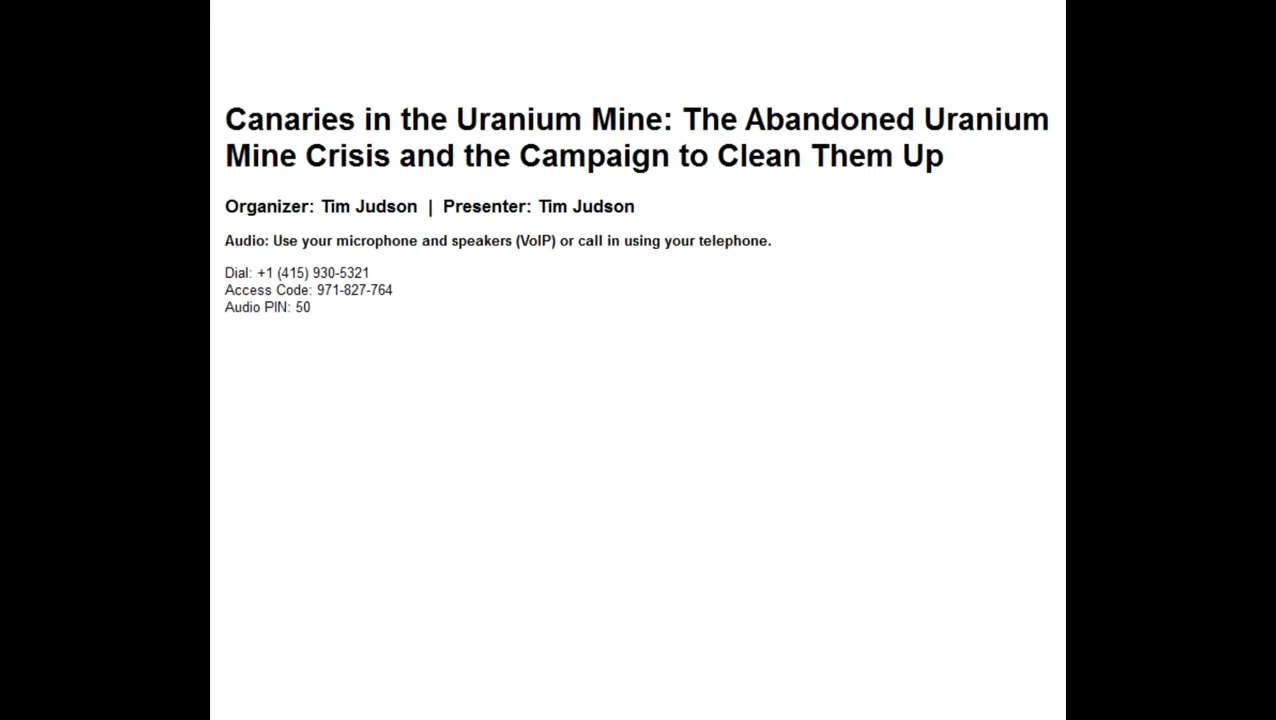 Canaries in the Uranium Mine: The Abandoned Uranium
Mine Crisis and the Campaign to Clean Them Up
Organizer: Tim Judson | Presenter: Tim Judson
Audio: Use your microphone and speakers (VoIP) or call in using your telephone.
Dial: +1 (415) 930-5321
Access Code: 971-827-764
Audio PIN: 50